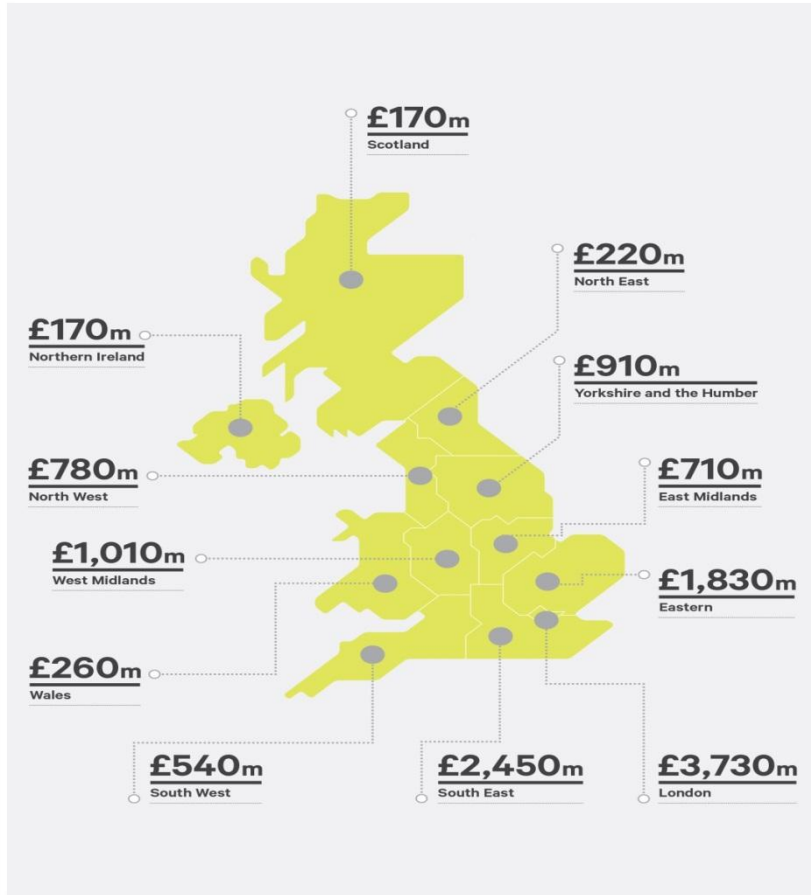 £170m
Scotland
£220m
North East
£170m
Northern Ireland
£910m
Yorkshire and the Humber
£780m
North West
£710m
East Midlands
£1,010m
West Midlands
£1,830m
Eastern
£260m
Wales
£540m
South West
£2,450m
South East
£3,730m
London